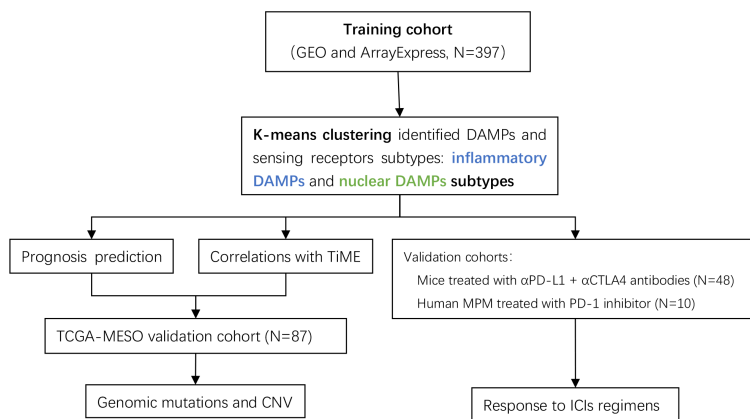 Training cohort
(GEO and ArrayExpress, N=397)
K-means clustering identified DAMPs and
sensing receptors subtypes: inflammatory
DAMPs and nuclear DAMPs subtypes
Prognosis prediction
Correlations with TiME
Validation cohorts:
Mice treated with αPD-L1 + αCTLA4 antibodies (N=48)
Human MPM treated with PD-1 inhibitor (N=10)
TCGA-MESO validation cohort (N=87)
Genomic mutations and CNV
Response to ICIs regimens